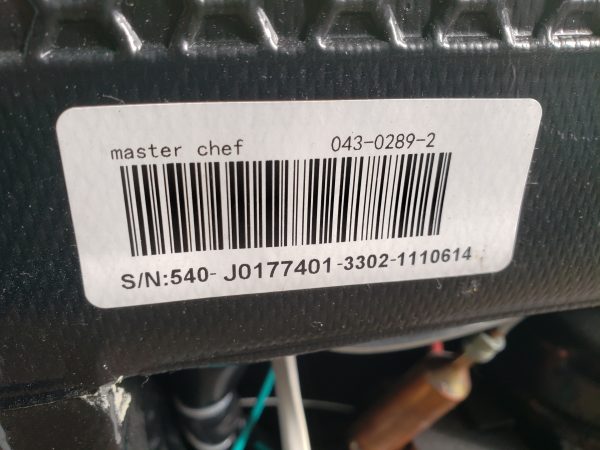 master chef 043-0289-2
S/N:540- J0177401-3302-1110614